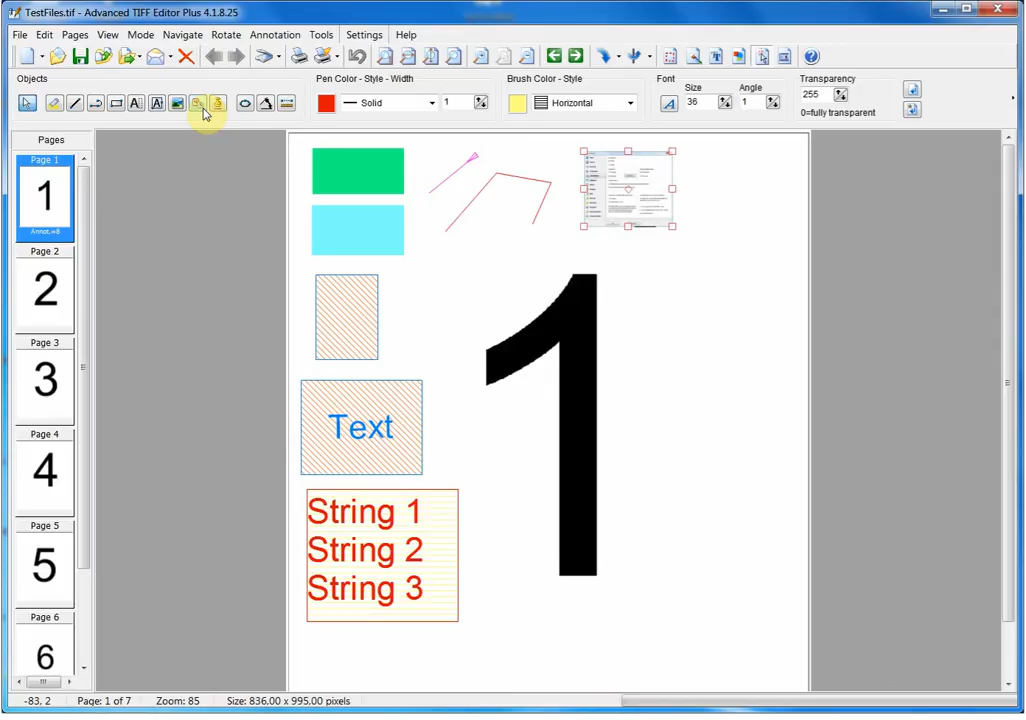 TestFiles.tif - Advanced TIFF Editor Plus 4.1.8.25
File Edit Pages View Mode Navigate Rotate Annotation Tools Settings Help
Objects
Pen Color - Style - Width
Solid
1
Brush Color - Style
Horizontal
Font
Size
36
Angle
1
Transparency
255
0=fully transparent
Pages
Page 1
1
Annot.w8
Page 2
2
Page 3
3
Page 4
4
Page 5
5
Page 6
6
1
Text
String 1
String 2
String 3
-83, 2
Page: 1 of 7
Zoom: 85
Size: 836,00 x 995,00 pixels